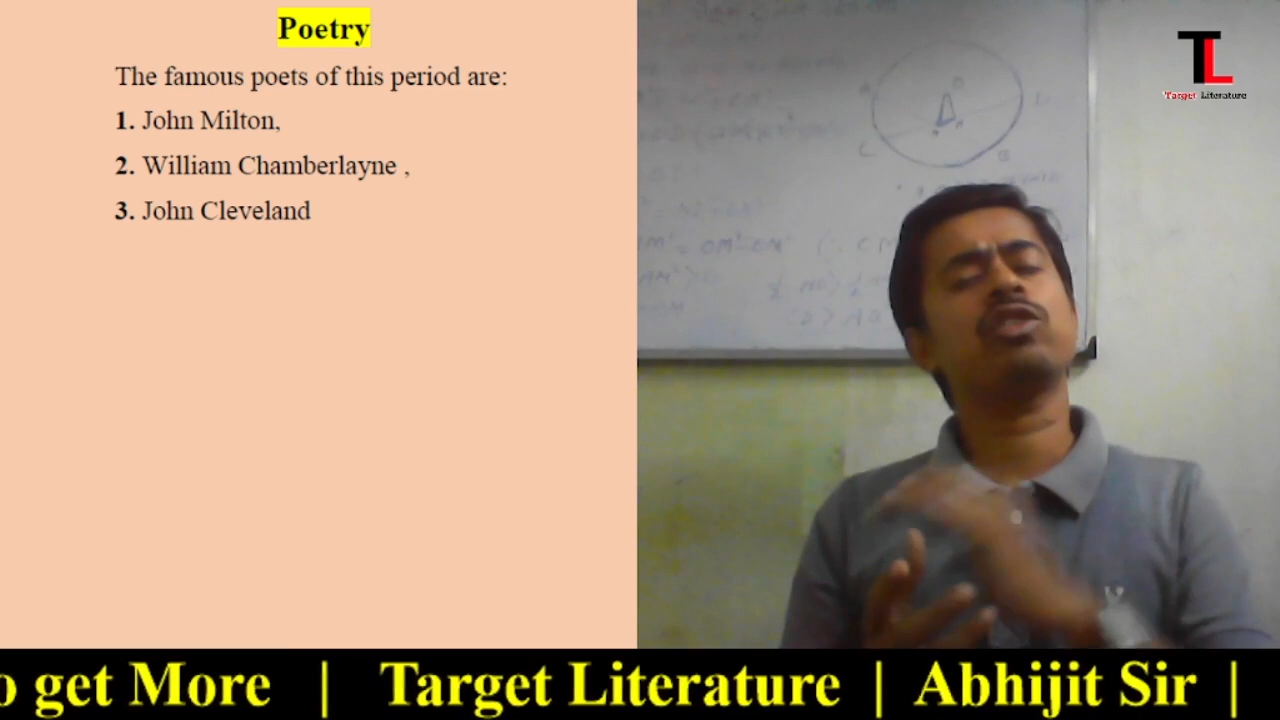 Poetry
The famous poets of this period are:
1. John Milton,
2. William Chamberlayne ,
3. John Cleveland
TL
Target Literature
get More | Target Literature | Abhijit Sir |